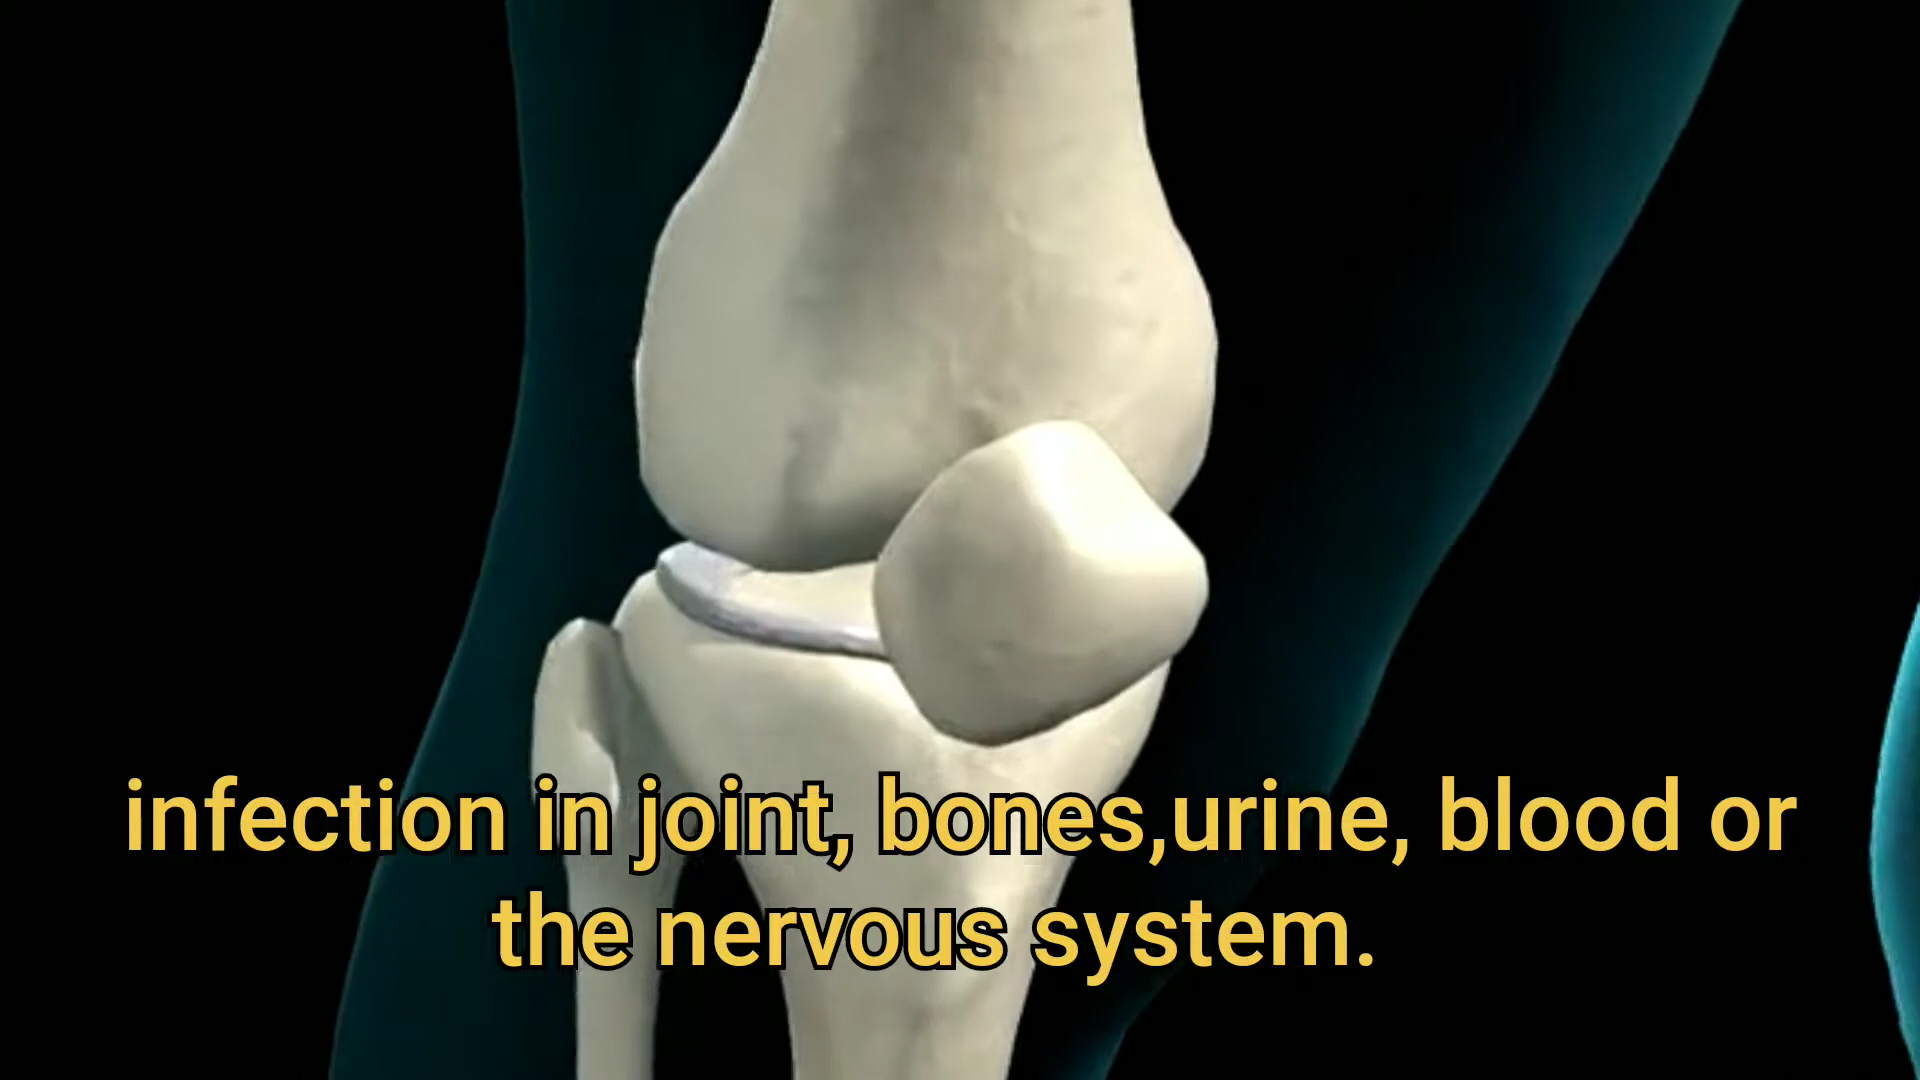 infection in joint, bones,urine, blood or
the nervous system.